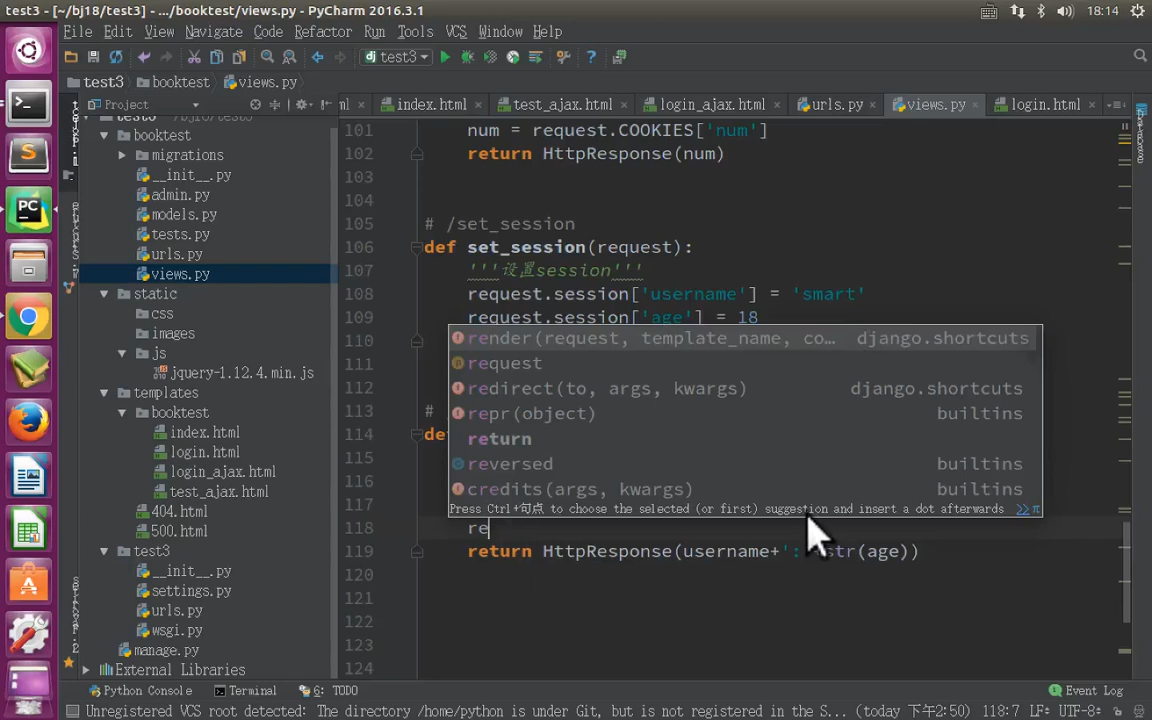 test3 - [~/bj18/test3] - .../booktest/views.py - PyCharm 2016.3.1
18:14
File Edit View Navigate Code Refactor Run Tools VCS Window Help
test3
test3 booktest views.py
Project
index.html test_ajax.html login_ajax.html urls.py views.py login.html
booktest
migrations
__init__.py
admin.py
models.py
tests.py
urls.py
views.py
static
css
images
js
jquery-1.12.4.min.js
templates
booktest
index.html
login.html
login_ajax.html
test_ajax.html
404.html
500.html
test3
__init__.py
settings.py
urls.py
wsgi.py
manage.py
External Libraries
101 num = request.COOKIES['num']
102 return HttpResponse(num)
103
104
105 # /set_session
106 def set_session(request):
107 '''设置session'''
108 request.session['username'] = 'smart'
109 request.session['age'] = 18
110
111
112
113 #
114 de
115
116
117
118 re
119 return HttpResponse(username+': str(age))
120
121
122
123
124
render(request, template_name, co… django.shortcuts
request
redirect(to, args, kwargs) django.shortcuts
repr(object) builtins
return
reversed builtins
credits(args, kwargs) builtins
Press Ctrl+句点 to choose the selected (or first) suggestion and insert a dot afterwards >> π
Python Console Terminal 6: TODO Event Log
Unregistered VCS root detected: The directory /home/python is under Git, but is not registered in the S... (today 下午2:50) 118:7 LF÷ UTF-8÷